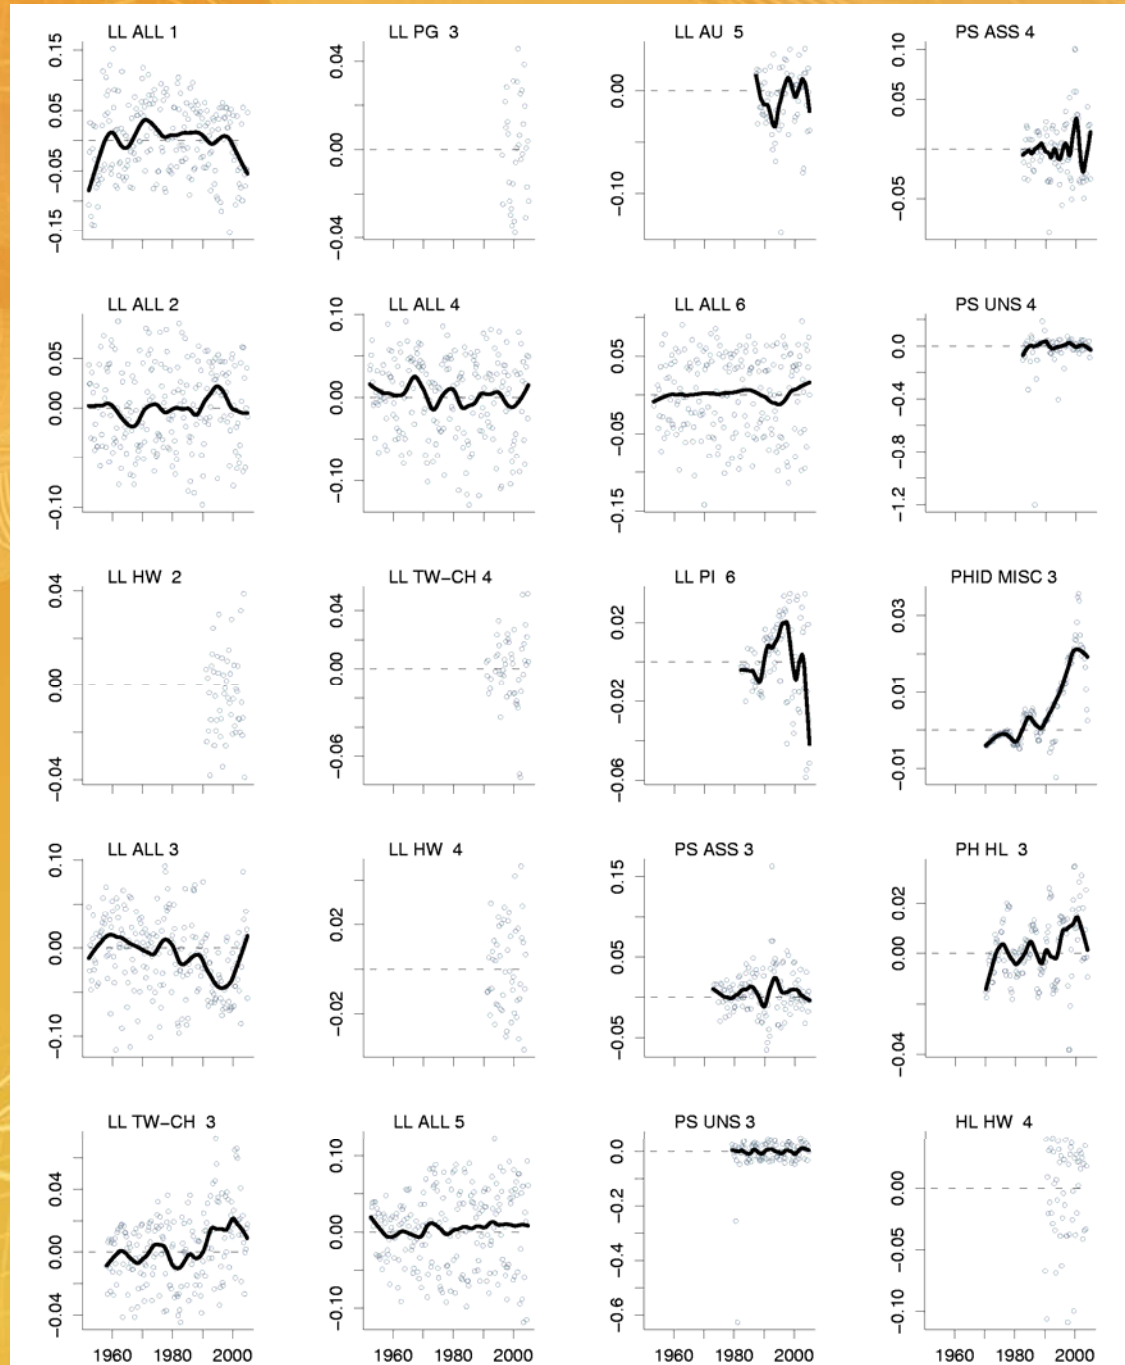 LL ALL 1
0.15
0.05
−0.05
−0.15
LL PG 3
0.04
0.00
−0.04
LL AU 5
0.00
−0.10
PS ASS 4
0.10
0.05
−0.05
LL ALL 2
0.05
0.00
−0.10
LL ALL 4
0.10
0.00
−0.10
LL ALL 6
0.05
−0.05
−0.15
PS UNS 4
0.0
−0.4
−0.8
−1.2
LL HW 2
0.04
0.00
−0.04
LL TW−CH 4
0.04
0.00
−0.06
LL PI 6
0.02
−0.02
−0.06
PHID MISC 3
0.03
0.01
−0.01
LL ALL 3
0.10
0.00
−0.10
LL HW 4
0.02
−0.02
PS ASS 3
0.15
0.05
−0.05
PH HL 3
0.02
0.00
−0.04
LL TW−CH 3
0.04
0.00
−0.04
1960 1980 2000
LL ALL 5
0.10
0.00
−0.10
1960 1980 2000
PS UNS 3
0.0
−0.2
−0.4
−0.6
1960 1980 2000
HL HW 4
0.00
−0.05
−0.10
1960 1980 2000